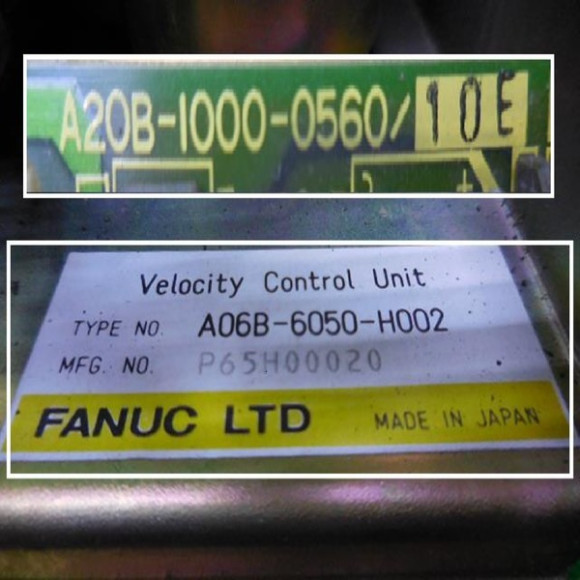 A20B-1000-0560/10E
Velocity Control Unit
TYPE NO. A06B-6050-H002
MFG. NO. P65H00020
FANUC LTD MADE IN JAPAN